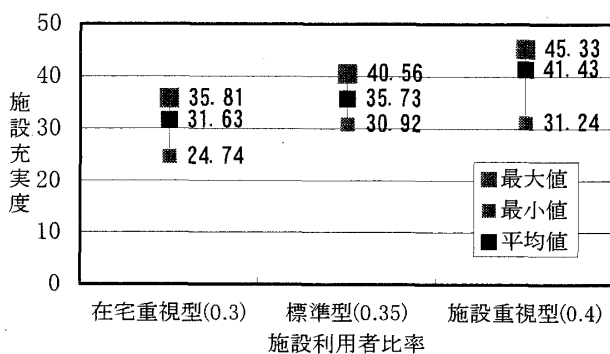 50
40
30
20
10
0
施設充実度
35.81
31.63
24.74
40.56
35.73
30.92
45.33
41.43
31.24
最大値
最小値
平均値
在宅重視型(0.3)
標準型(0.35)
施設重視型(0.4)
施設利用者比率